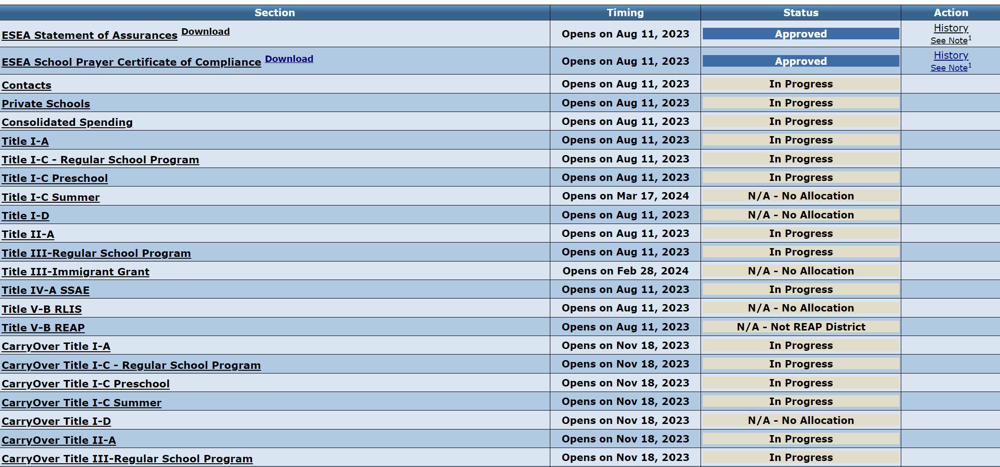 Section Timing Status Action
ESEA Statement of Assurances Download Opens on Aug 11, 2023 Approved History
See Note1
ESEA School Prayer Certificate of Compliance Download Opens on Aug 11, 2023 Approved History
See Note1
Contacts Opens on Aug 11, 2023 In Progress
Private Schools Opens on Aug 11, 2023 In Progress
Consolidated Spending Opens on Aug 11, 2023 In Progress
Title I-A Opens on Aug 11, 2023 In Progress
Title I-C - Regular School Program Opens on Aug 11, 2023 In Progress
Title I-C Preschool Opens on Aug 11, 2023 In Progress
Title I-C Summer Opens on Mar 17, 2024 N/A - No Allocation
Title I-D Opens on Aug 11, 2023 N/A - No Allocation
Title II-A Opens on Aug 11, 2023 In Progress
Title III-Regular School Program Opens on Aug 11, 2023 In Progress
Title III-Immigrant Grant Opens on Feb 28, 2024 N/A - No Allocation
Title IV-A SSAE Opens on Aug 11, 2023 In Progress
Title V-B RLIS Opens on Aug 11, 2023 N/A - No Allocation
Title V-B REAP Opens on Aug 11, 2023 N/A - Not REAP District
CarryOver Title I-A Opens on Nov 18, 2023 In Progress
CarryOver Title I-C - Regular School Program Opens on Nov 18, 2023 In Progress
CarryOver Title I-C Preschool Opens on Nov 18, 2023 In Progress
CarryOver Title I-C Summer Opens on Nov 18, 2023 In Progress
CarryOver Title I-D Opens on Nov 18, 2023 N/A - No Allocation
CarryOver Title II-A Opens on Nov 18, 2023 In Progress
CarryOver Title III-Regular School Program Opens on Nov 18, 2023 In Progress